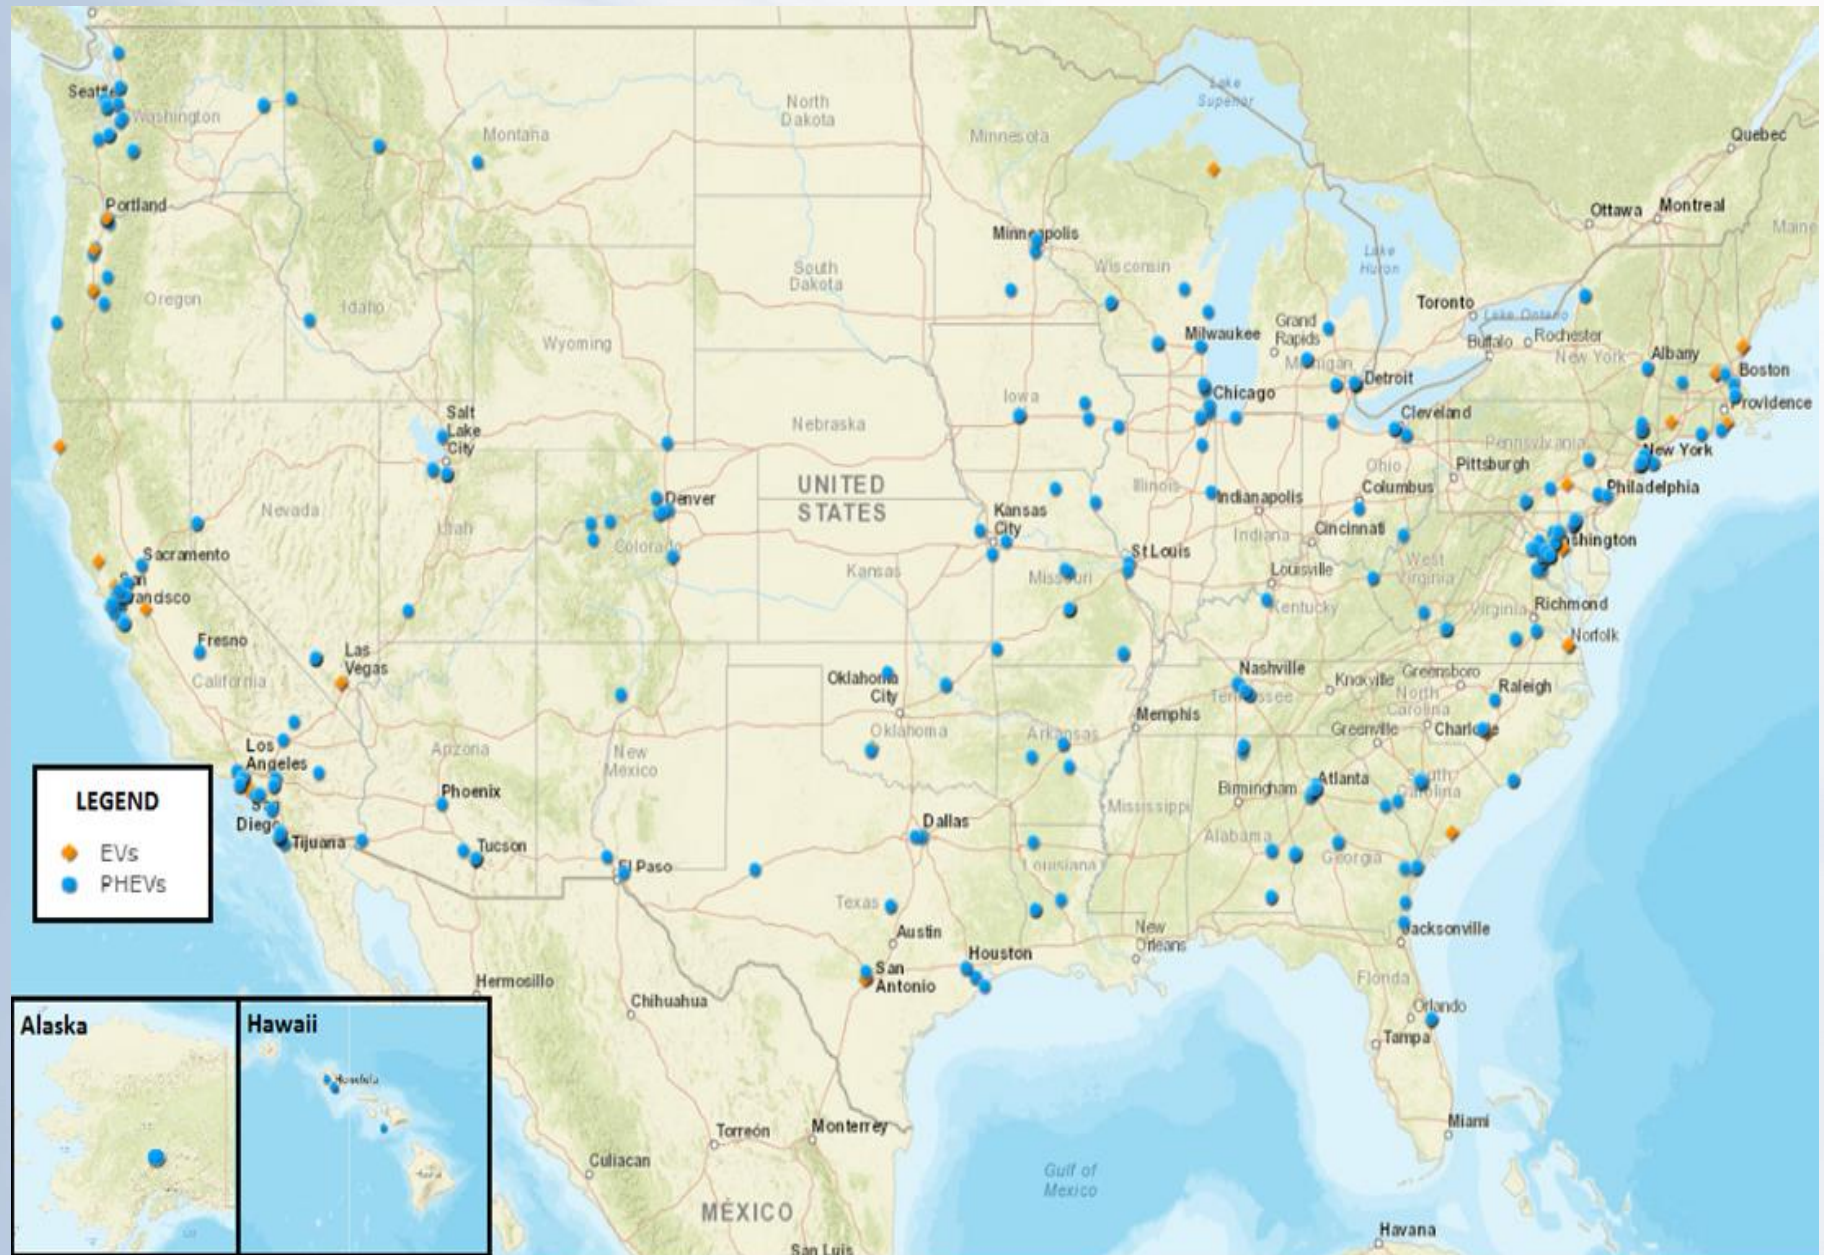 Quebec
Lake
Superior
North
Dakota
Minnesota
Montana
Washington
Ottawa
Montreal
Maine
Portland
Minneapolis
Lake
Huron
Wisconsin
South
Dakota
Oregon
Idaho
Toronto
Lake Ontario
Grand
Rapids
Milwaukee
Buffalo
Rochester
New York
Albany
Wyoming
Michigan
Detroit
Boston
Chicago
Iowa
Providence
Salt
Lake
City
Cleveland
Nebraska
Pennsylvania
New York
Ohio
Pittsburgh
UNITED
STATES
Denver
Illinois
Indianapolis
Columbus
Philadelphia
Nevada
Utah
Kansas
City
Indiana
Cincinnati
Colorado
Sacramento
St Louis
West
Virginia
Kansas
Missouri
Louisville
San
Kentucky
Virginia
Richmond
Fresno
Norfolk
Las
Vegas
California
Oklahoma
City
Nashville
Knoxville
Greensboro
Tennessee
North
Carolina
Raleigh
Memphis
Oklahoma
Arkansas
Greenville
Los
Angeles
New
Mexico
Phoenix
Birmingham
Atlanta
South
Carolina
Mississippi
LEGEND
EVs
PHEVs
Diego
Tijuana
Tucson
Dallas
Alabama
Georgia
El Paso
Louisiana
Texas
Austin
New
Orleans
Jacksonville
Houston
San
Antonio
Florida
Hermosillo
Chihuahua
Orlando
Tampa
Alaska
Hawaii
Honolulu
Miami
Torreón
Monterrey
Culiacan
Gulf of
Mexico
MÉXICO
Havana
San Luis